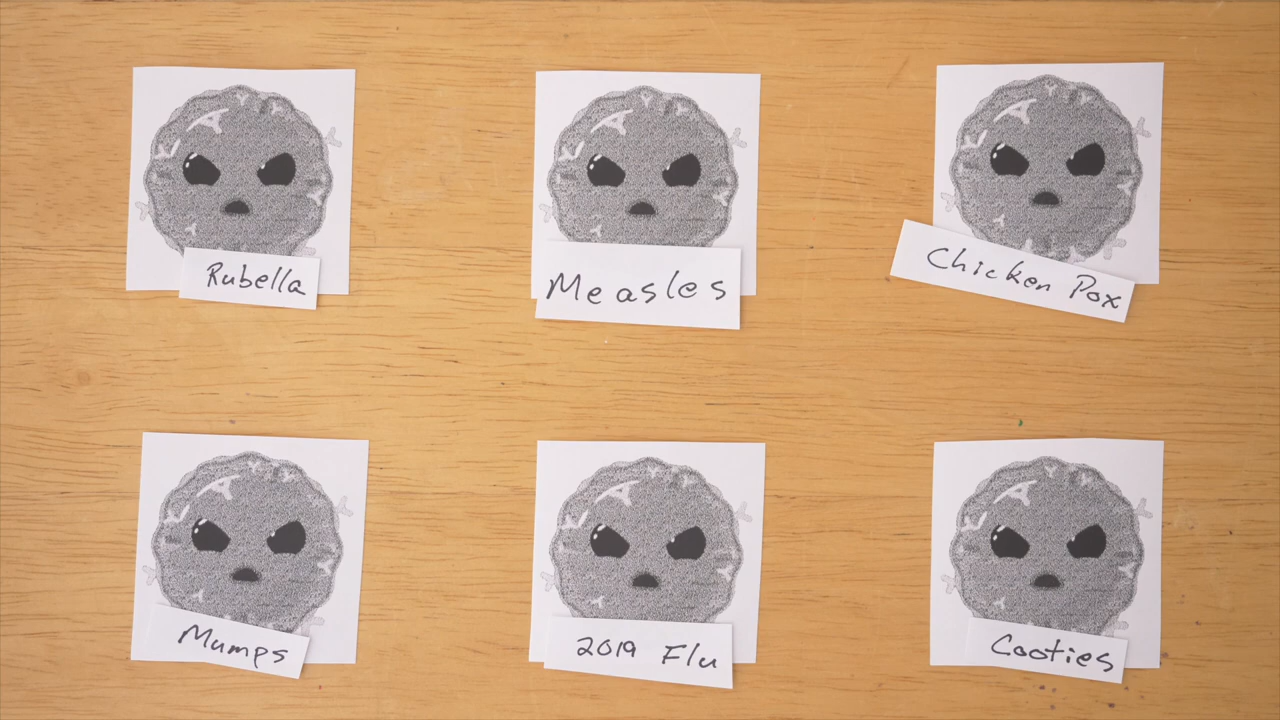 Rubella
Measles
Chicken Pox
Mumps
2019 Flu
Cooties